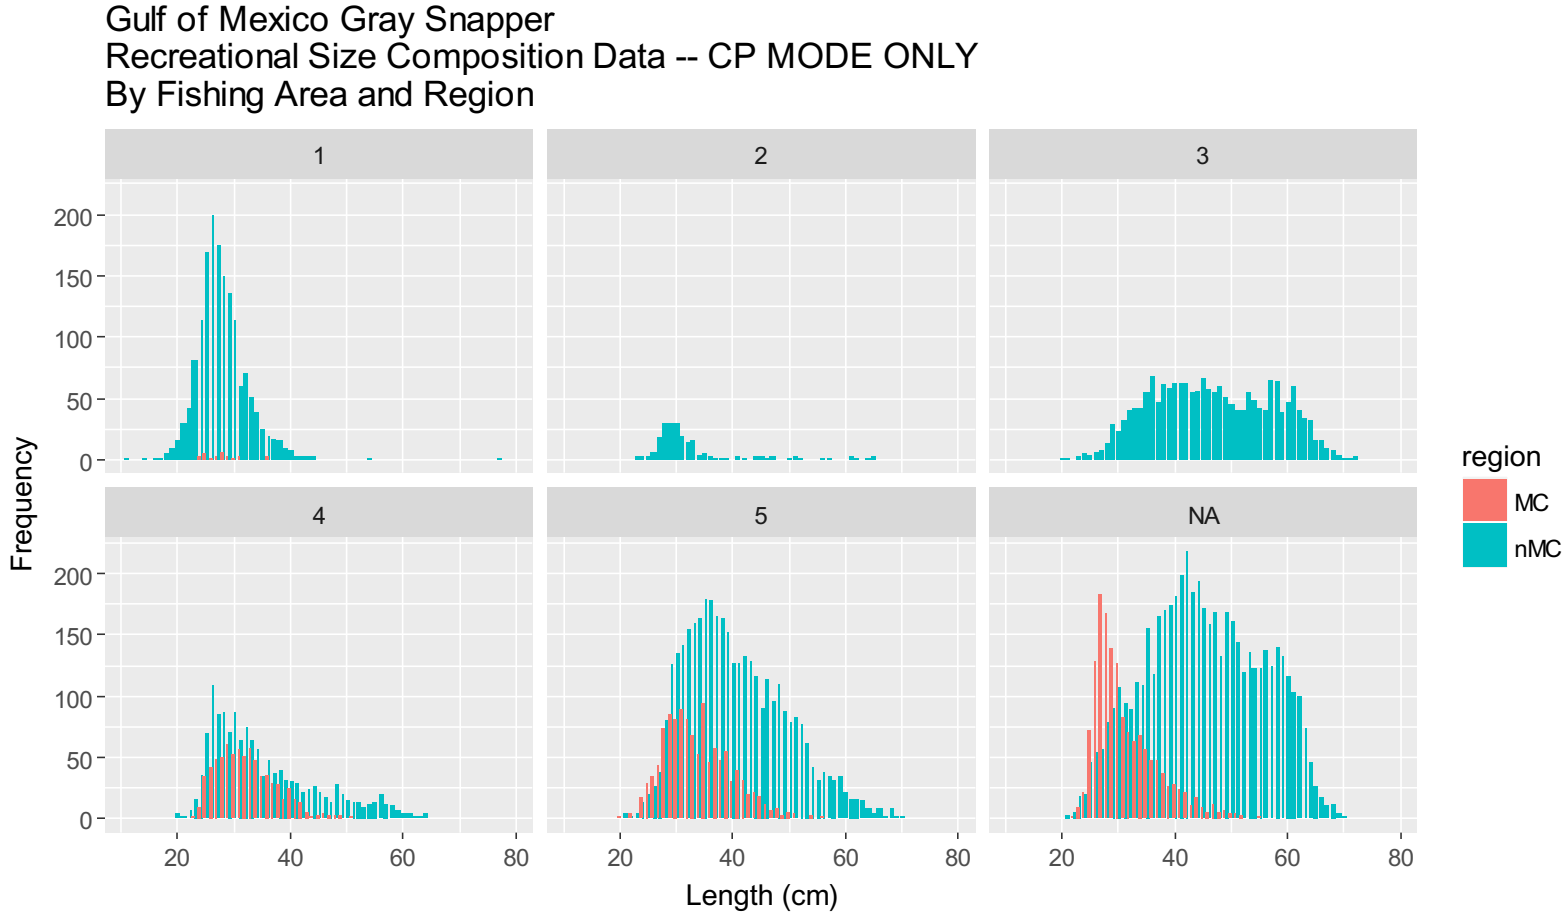 Gulf of Mexico Gray Snapper
Recreational Size Composition Data -- CP MODE ONLY
By Fishing Area and Region
1 2 3
200
150
100
50
0
4 5 NA
200
150
100
50
0
20 40 60 80 20 40 60 80 20 40 60 80
Length (cm)
Frequency
region
MC
nMC